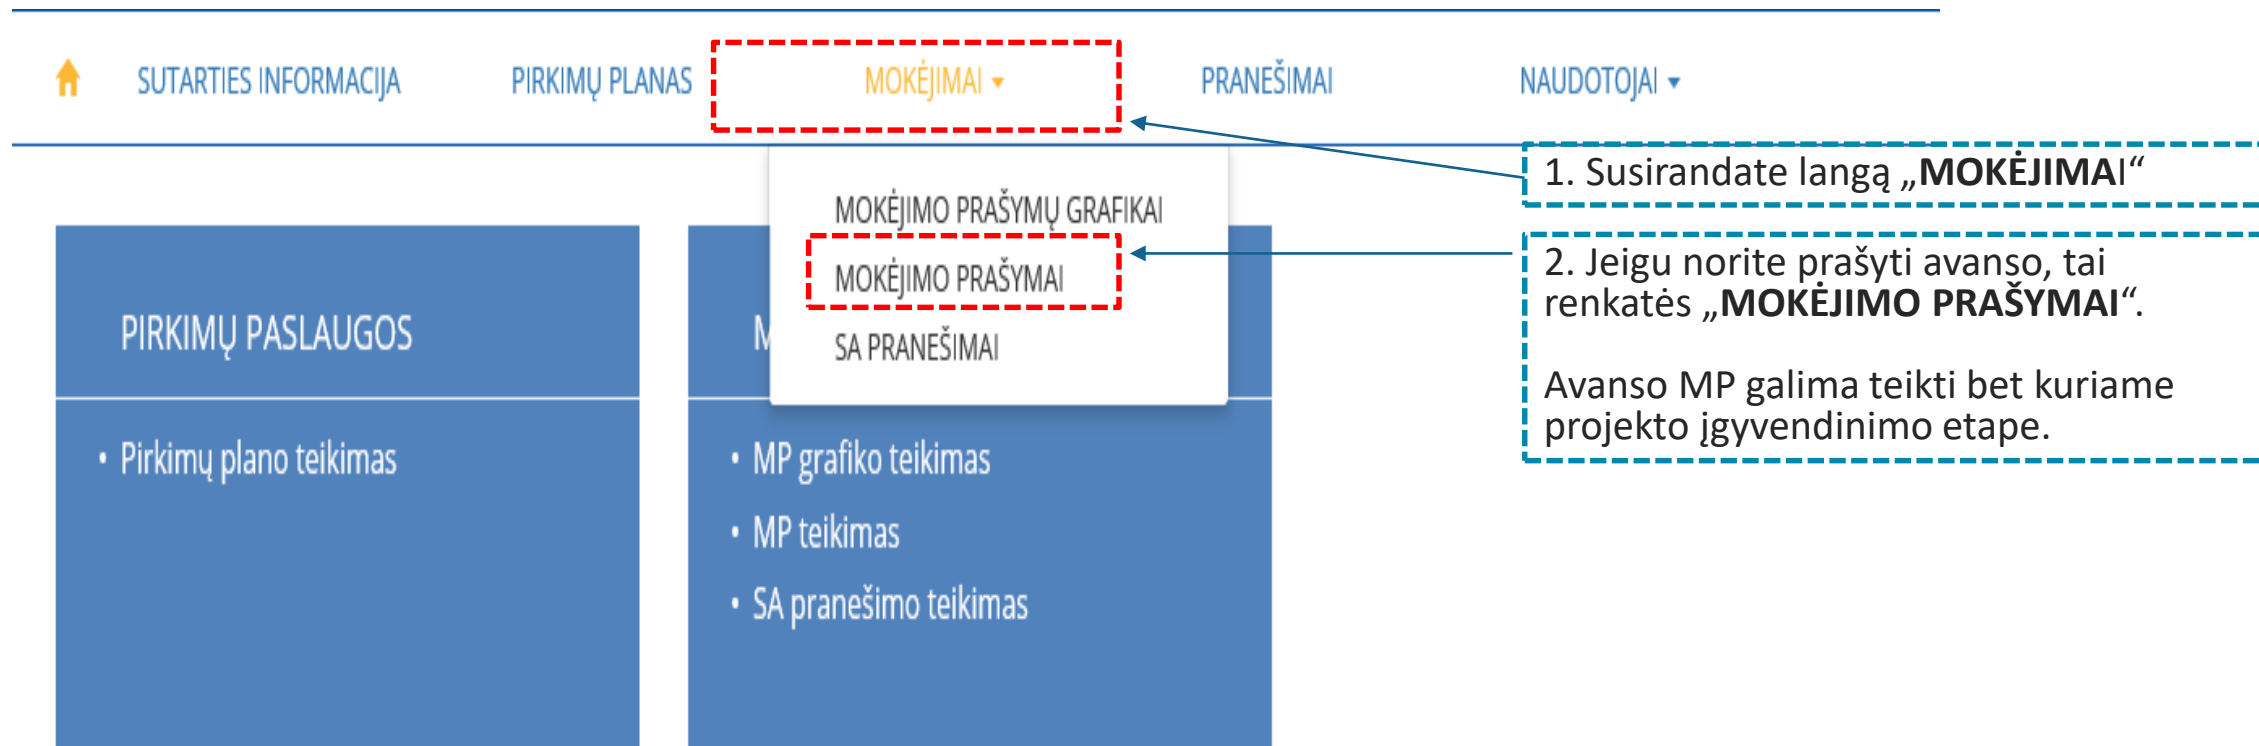 SUTARTIES INFORMACIJA PIRKIMŲ PLANAS MOKĖJIMAI PRANEŠIMAI NAUDOTOJAI
MOKĖJIMO PRAŠYMŲ GRAFIKAI
MOKĖJIMO PRAŠYMAI
SA PRANEŠIMAI
1. Susirandate langą „MOKĖJIMAI“
2. Jeigu norite prašyti avanso, tai
renkatės „MOKĖJIMO PRAŠYMAI“.
Avanso MP galima teikti bet kuriame
projekto įgyvendinimo etape.
PIRKIMŲ PASLAUGOS
• Pirkimų plano teikimas
M
• MP grafiko teikimas
• MP teikimas
• SA pranešimo teikimas